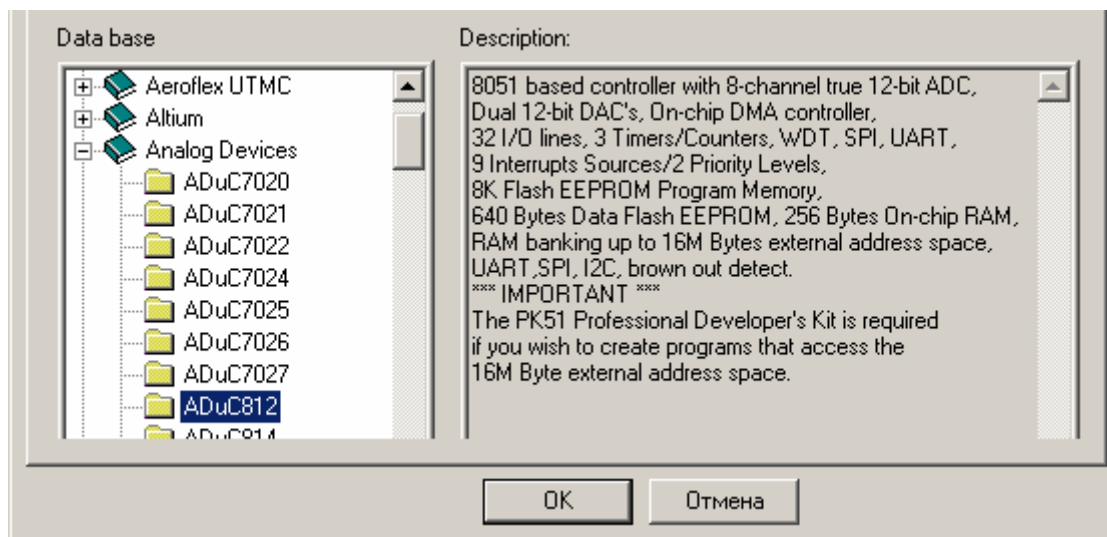 Data base
Aeroflex UTMC
Altium
Analog Devices
ADuC7020
ADuC7021
ADuC7022
ADuC7024
ADuC7025
ADuC7026
ADuC7027
ADuC812
ADuC814
Description:
8051 based controller with 8-channel true 12-bit ADC,
Dual 12-bit DAC's, On-chip DMA controller,
32 I/O lines, 3 Timers/Counters, WDT, SPI, UART,
9 Interrupts Sources/2 Priority Levels,
8K Flash EEPROM Program Memory,
640 Bytes Data Flash EEPROM, 256 Bytes On-chip RAM,
RAM banking up to 16M Bytes external address space,
UART,SPI, I2C, brown out detect.
*** IMPORTANT ***
The PK51 Professional Developer's Kit is required
if you wish to create programs that access the
16M Byte external address space.
OK
Отмена